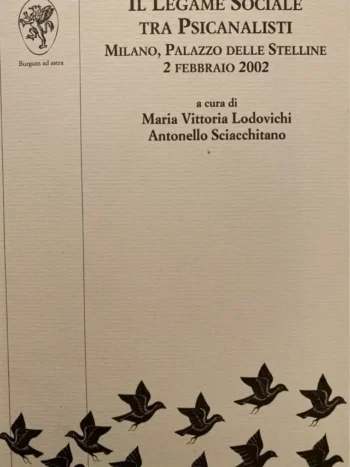 IL LEGAME SOCIALE
TRA PSICANALISTI
MILANO, PALAZZO DELLE STELLINE
2 FEBBRAIO 2002
Burgum ad astra
a cura di
Maria Vittoria Lodovichi
Antonello Sciacchitano